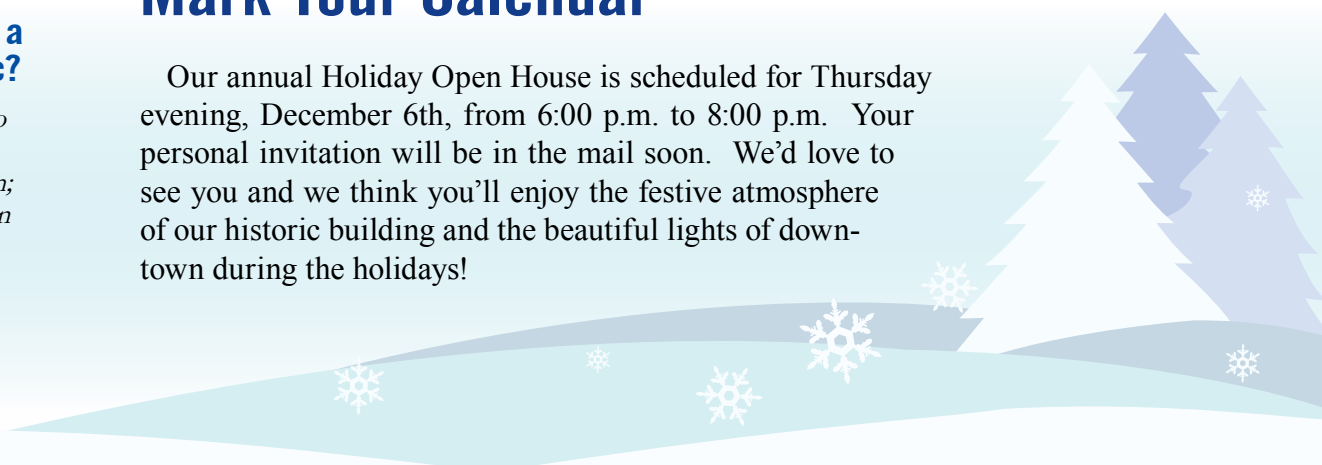 a
?
Mark Your Calendar
Our annual Holiday Open House is scheduled for Thursday
evening, December 6th, from 6:00 p.m. to 8:00 p.m. Your
personal invitation will be in the mail soon. We'd love to
see you and we think you'll enjoy the festive atmosphere
of our historic building and the beautiful lights of down-
town during the holidays!